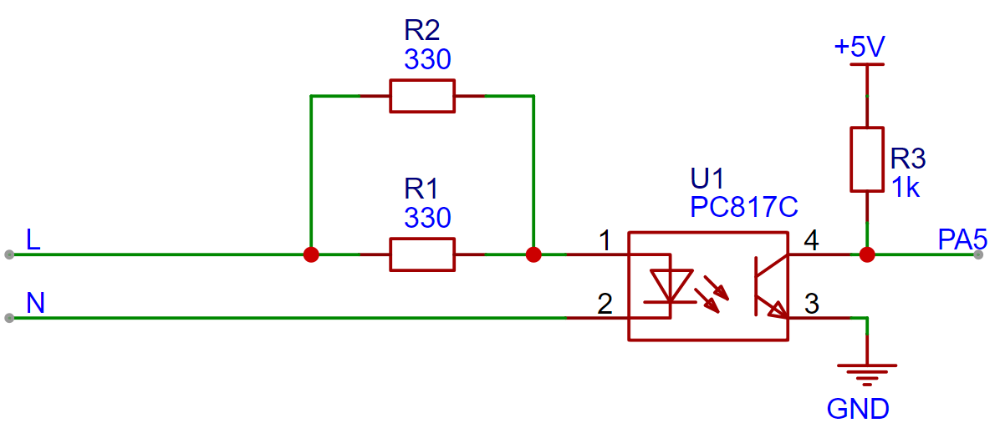 R2
330
+5V
R3
1k
R1
330
U1
PC817C
L
1
4
PA5
N
2
3
GND